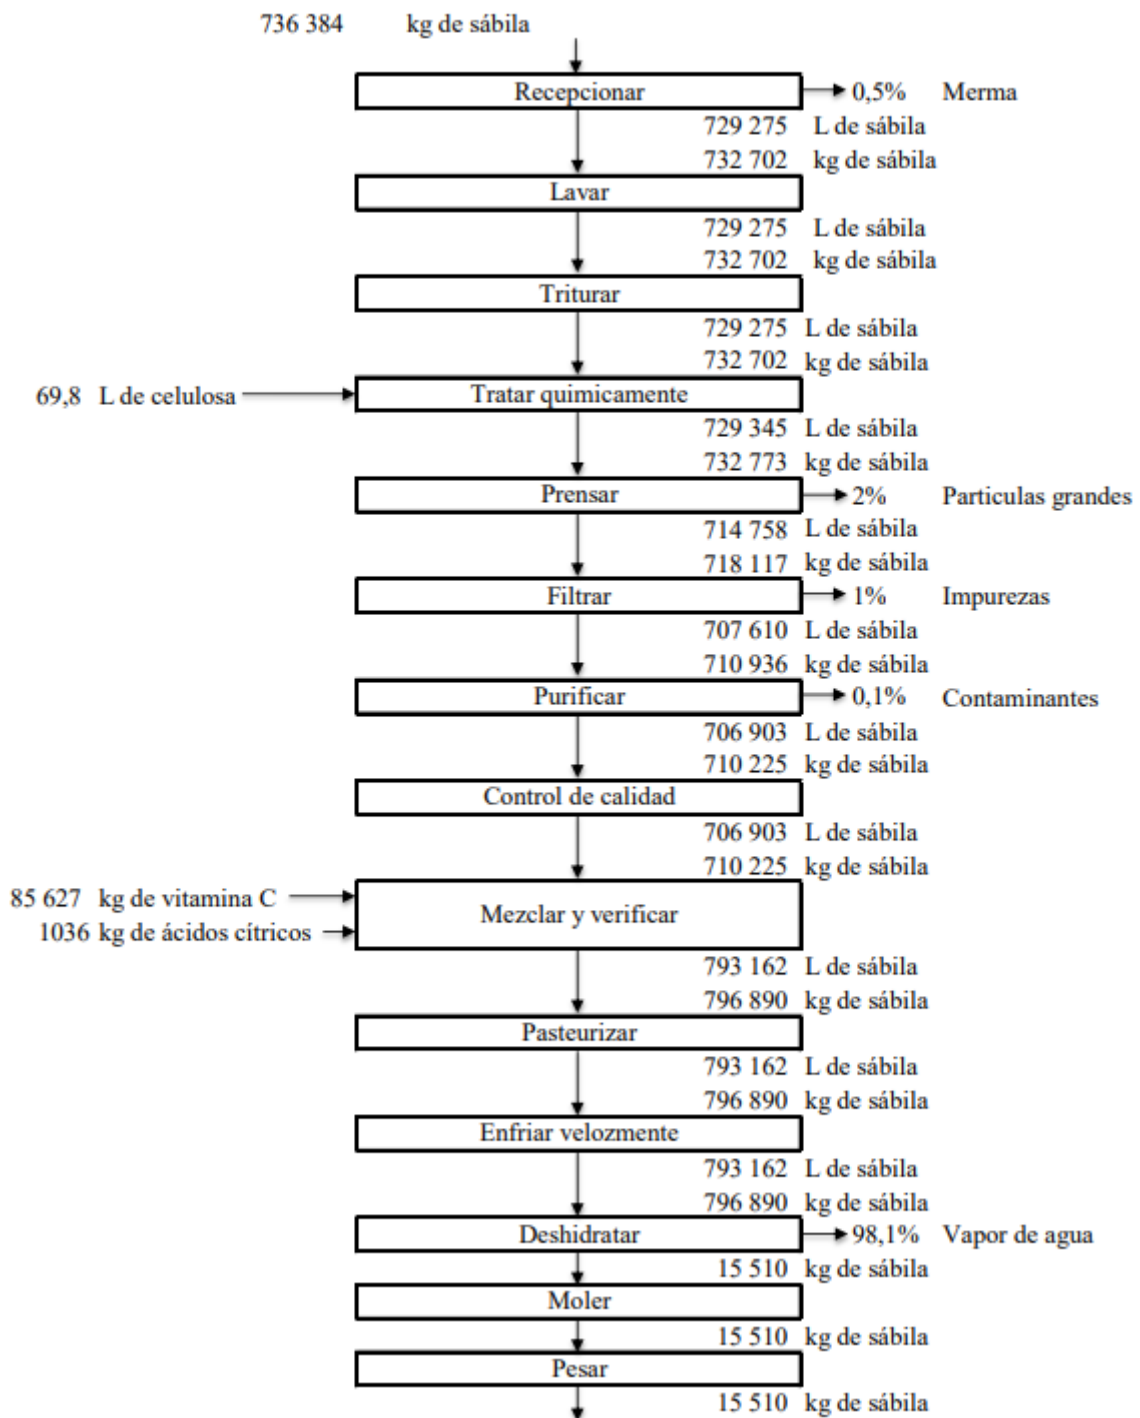 736 384 kg de sábila
Recepcionar 0,5% Merma
729 275 L de sábila
732 702 kg de sábila
Lavar
729 275 L de sábila
732 702 kg de sábila
Triturar
729 275 L de sábila
732 702 kg de sábila
69,8 L de celulosa Tratar quimicamente
729 345 L de sábila
732 773 kg de sábila
Prensar 2% Particulas grandes
714 758 L de sábila
718 117 kg de sábila
Filtrar 1% Impurezas
707 610 L de sábila
710 936 kg de sábila
Purificar 0,1% Contaminantes
706 903 L de sábila
710 225 kg de sábila
Control de calidad
706 903 L de sábila
710 225 kg de sábila
85 627 kg de vitamina C
Mezclar y verificar
1036 kg de ácidos cítricos
793 162 L de sábila
796 890 kg de sábila
Pasteurizar
793 162 L de sábila
796 890 kg de sábila
Enfriar velozmente
793 162 L de sábila
796 890 kg de sábila
Deshidratar 98,1% Vapor de agua
15 510 kg de sábila
Moler
15 510 kg de sábila
Pesar
15 510 kg de sábila